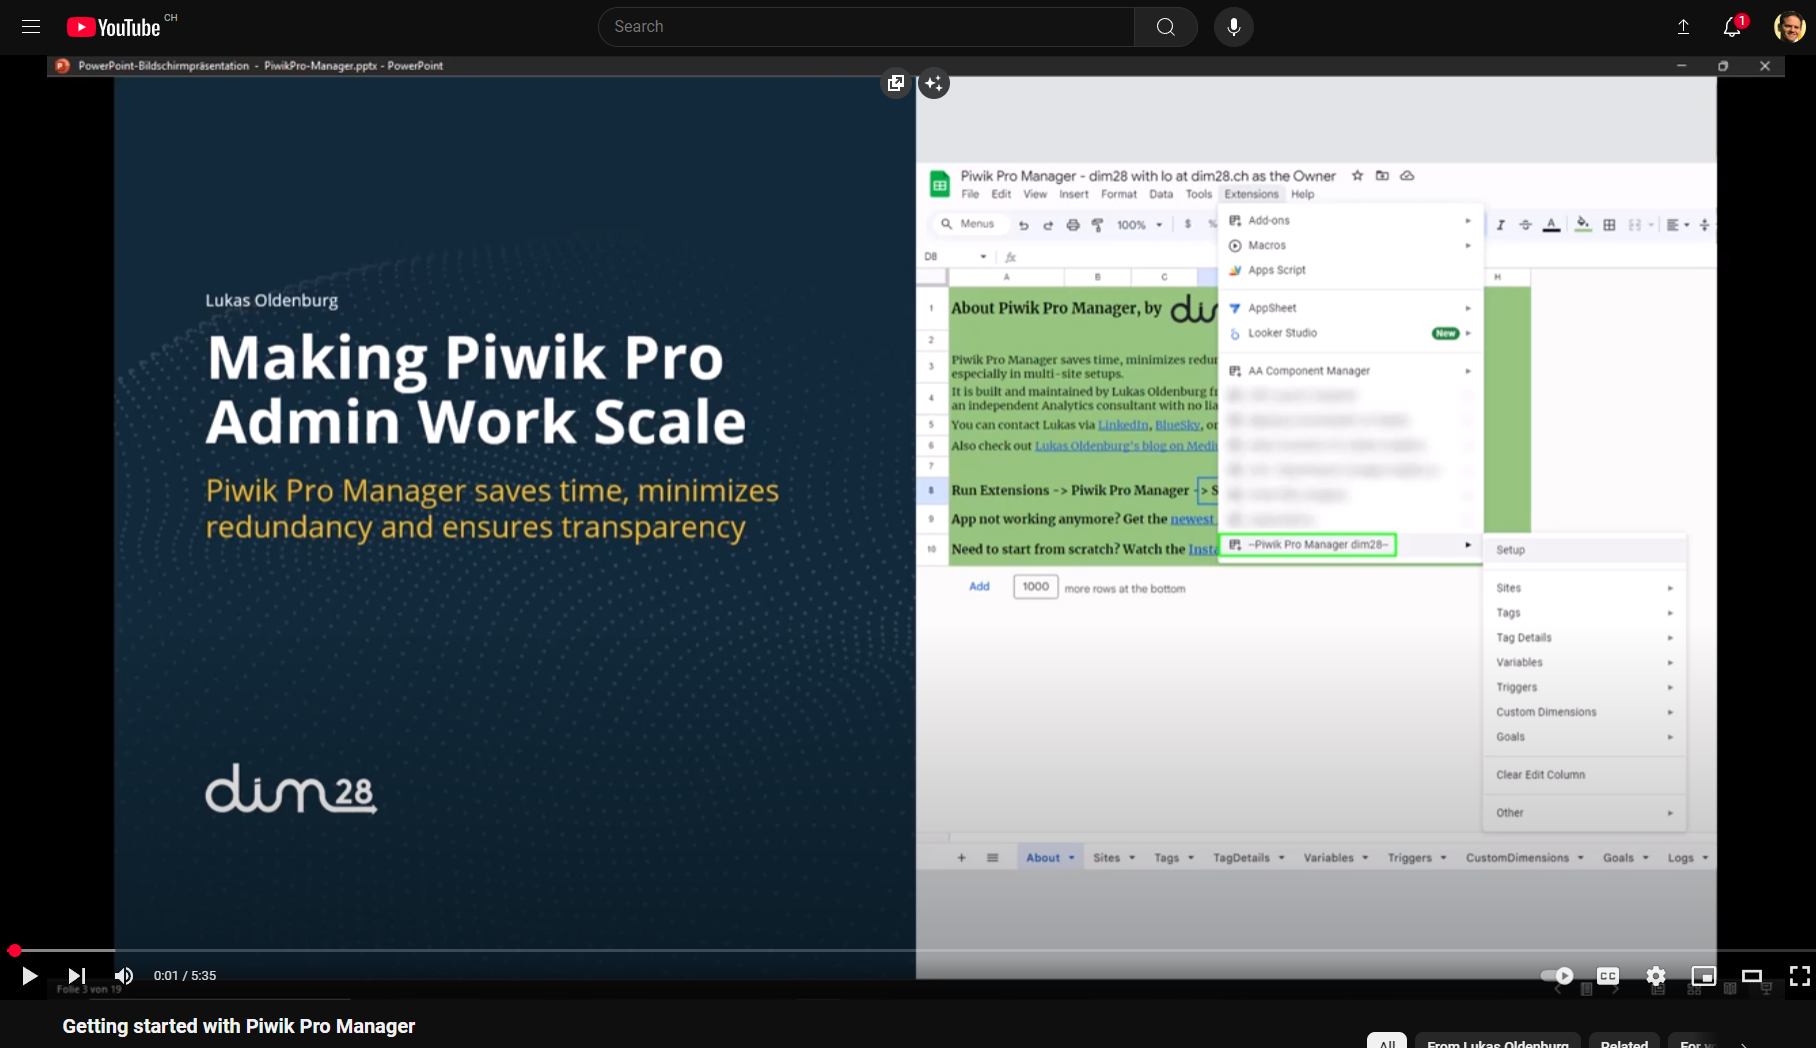 YouTube CH
Search
1
PowerPoint-Bildschirmpräsentation - PiwikPro-Manager.pptx - PowerPoint
Lukas Oldenburg
Making Piwik Pro
Admin Work Scale
Piwik Pro Manager saves time, minimizes
redundancy and ensures transparency
dim28
Piwik Pro Manager - dim28 with lo at dim28.ch as the Owner
File Edit View Insert Format Data Tools Extensions Help
Menus 100% $ %
D8 fx
A B C H
1 About Piwik Pro Manager, by dim
2
3 Piwik Pro Manager saves time, minimizes redun
especially in multi-site setups.
4 It is built and maintained by Lukas Oldenburg fr
an independent Analytics consultant with no lia
5 You can contact Lukas via LinkedIn, BlueSky, or
6 Also check out Lukas Oldenburg's blog on Medi
7
8 Run Extensions -> Piwik Pro Manager -> S
9 App not working anymore? Get the newest
10 Need to start from scratch? Watch the Insta
Add 1000 more rows at the bottom
Add-ons
Macros
Apps Script
AppSheet
Looker Studio New
AA Component Manager
--Piwik Pro Manager dim28--
Setup
Sites
Tags
Tag Details
Variables
Triggers
Custom Dimensions
Goals
Clear Edit Column
Other
About Sites Tags TagDetails Variables Triggers CustomDimensions Goals Logs
0:01 / 5:35
CC
Folie 3 von 19
Getting started with Piwik Pro Manager
All From Lukas Oldenburg Related For